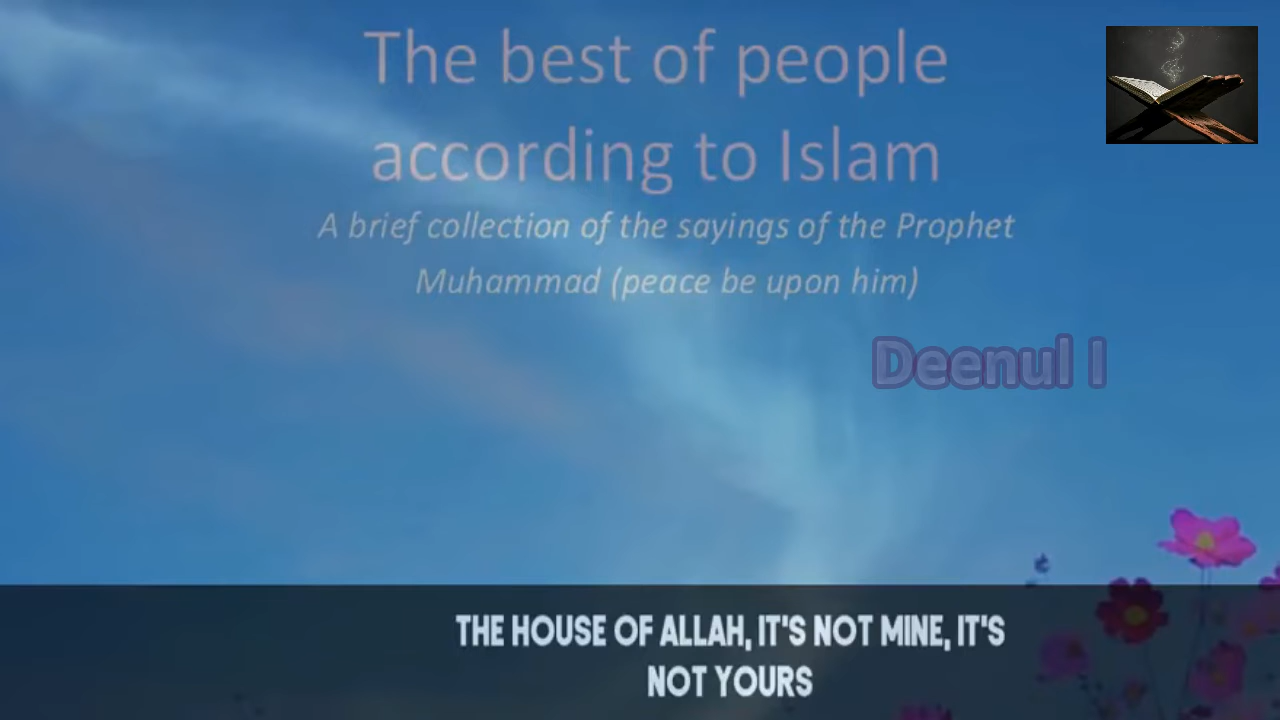 The best of people
according to Islam
A brief collection of the sayings of the Prophet
Muhammad (peace be upon him)
Deenul I
THE HOUSE OF ALLAH, IT'S NOT MINE, IT'S
NOT YOURS